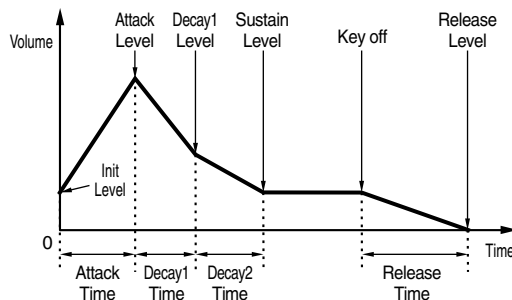 Attack Level
Decay1 Level
Sustain Level
Key off
Release Level
Volume
Init Level
0
Time
Attack Time
Decay1 Time
Decay2 Time
Release Time